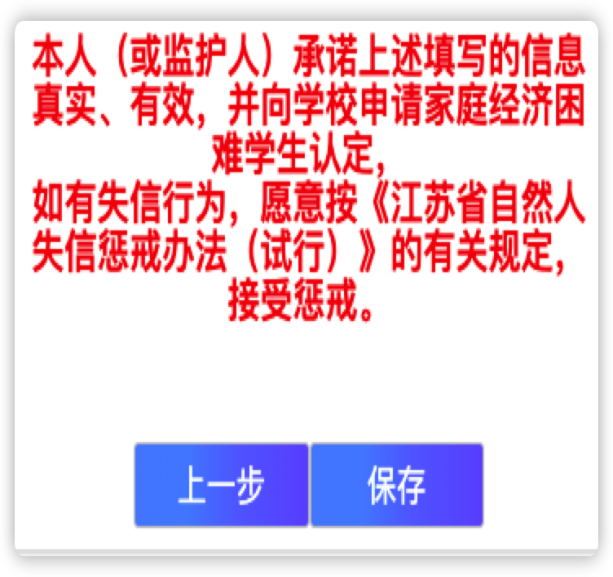 本人（或监护人）承诺上述填写的信息
真实、有效，并向学校申请家庭经济困
难学生认定，
如有失信行为，愿意按《江苏省自然人
失信惩戒办法（试行）》的有关规定，
接受惩戒。
上一步
保存